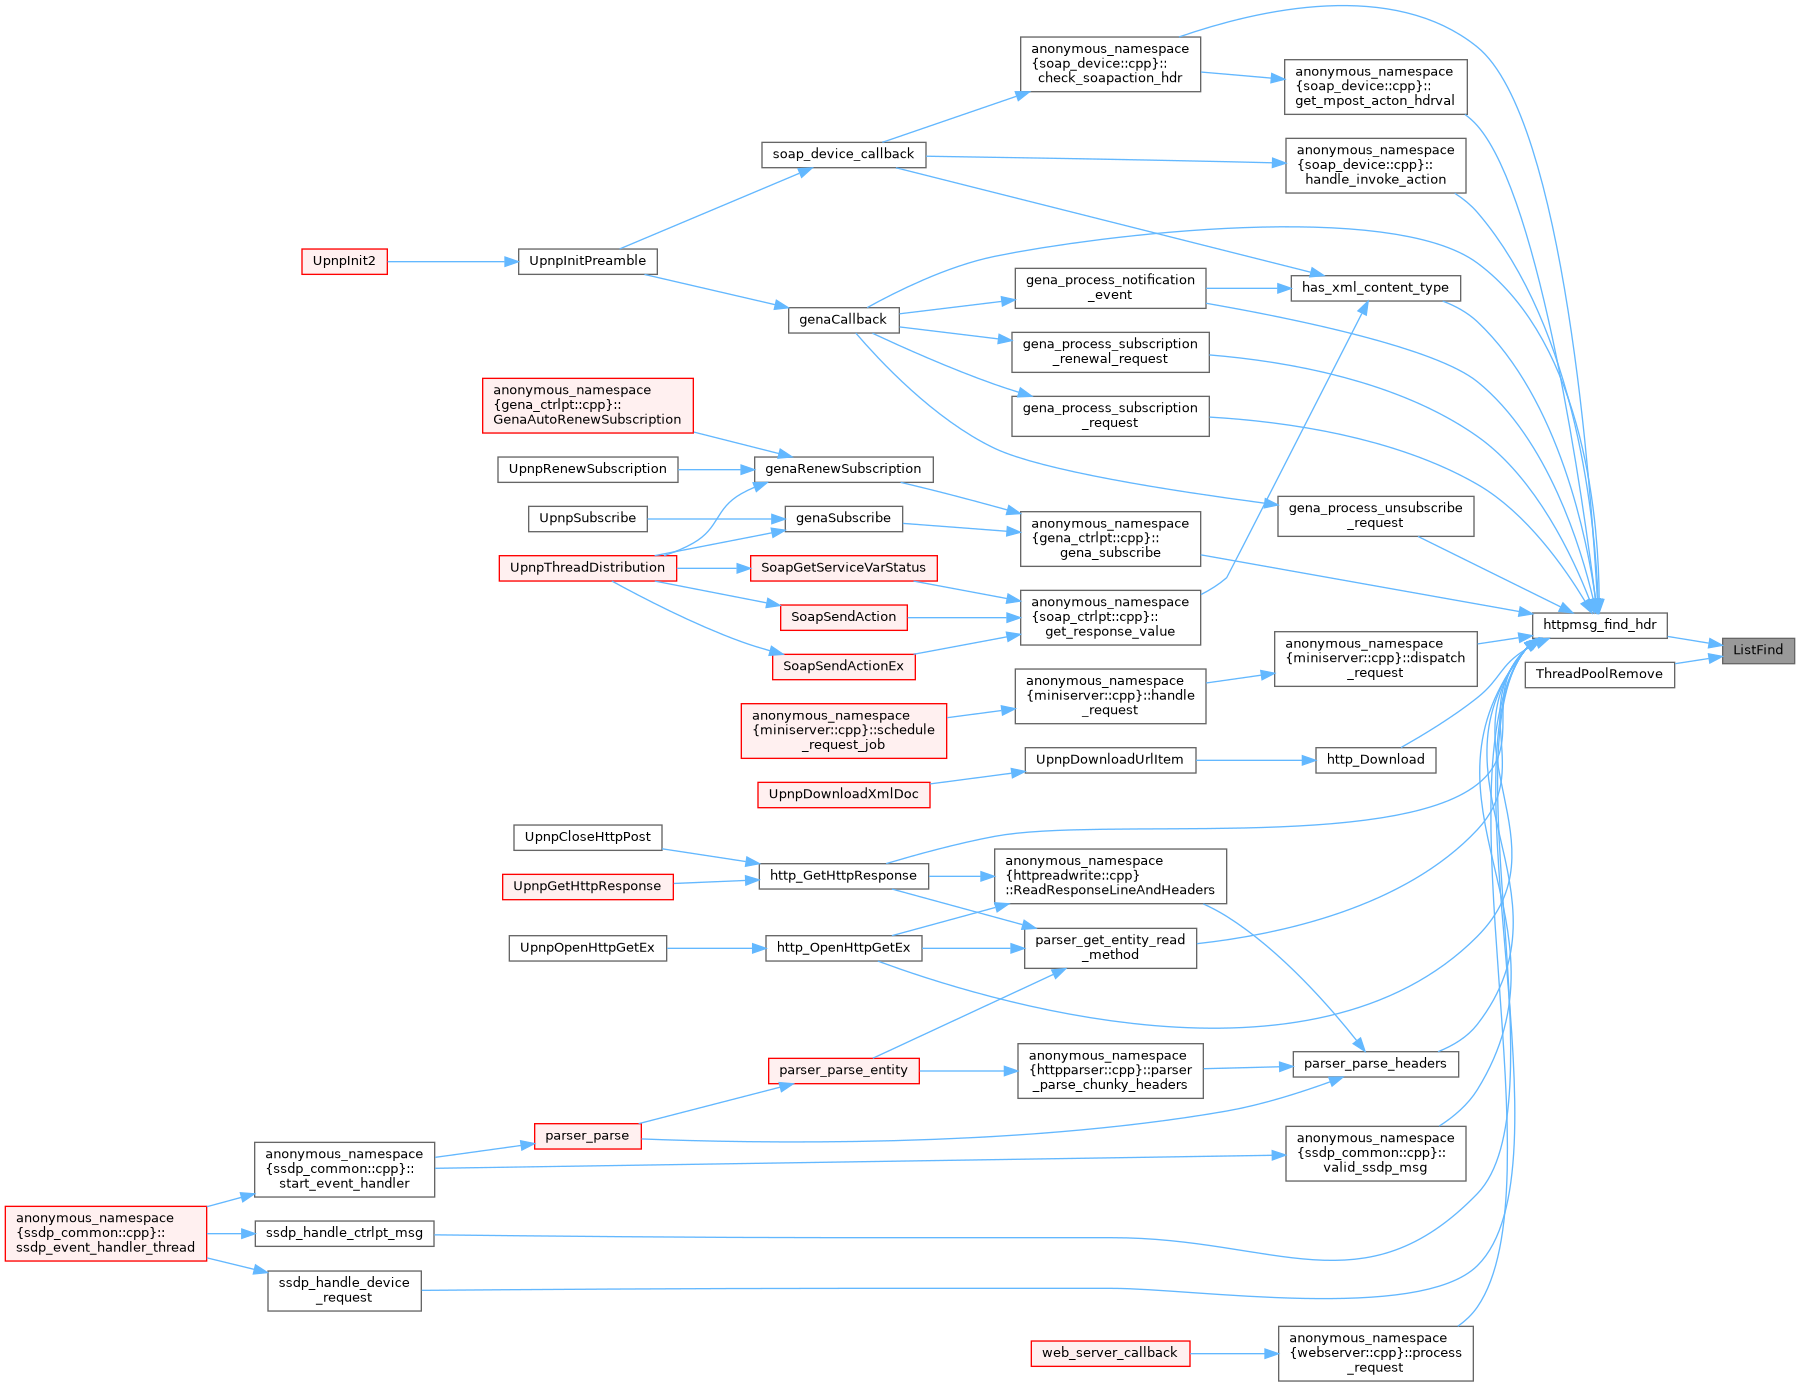 anonymous_namespace
{soap_device::cpp}::
check_soapaction_hdr
anonymous_namespace
{soap_device::cpp}::
get_mpost_acton_hdrval
soap_device_callback
anonymous_namespace
{soap_device::cpp}::
handle_invoke_action
UpnpInit2
UpnpInitPreamble
gena_process_notification
_event
has_xml_content_type
genaCallback
gena_process_subscription
_renewal_request
anonymous_namespace
{gena_ctrlpt::cpp}::
GenaAutoRenewSubscription
gena_process_subscription
_request
UpnpRenewSubscription
genaRenewSubscription
UpnpSubscribe
genaSubscribe
anonymous_namespace
{gena_ctrlpt::cpp}::
gena_subscribe
gena_process_unsubscribe
_request
UpnpThreadDistribution
SoapGetServiceVarStatus
SoapSendAction
anonymous_namespace
{soap_ctrlpt::cpp}::
get_response_value
SoapSendActionEx
httpmsg_find_hdr
ListFind
ThreadPoolRemove
anonymous_namespace
{miniserver::cpp}::dispatch
_request
anonymous_namespace
{miniserver::cpp}::handle
_request
anonymous_namespace
{miniserver::cpp}::schedule
_request_job
UpnpDownloadUrlItem
http_Download
UpnpDownloadXmlDoc
UpnpCloseHttpPost
http_GetHttpResponse
UpnpGetHttpResponse
anonymous_namespace
{httpreadwrite::cpp}
::ReadResponseLineAndHeaders
UpnpOpenHttpGetEx
http_OpenHttpGetEx
parser_get_entity_read
_method
parser_parse_entity
anonymous_namespace
{httpparser::cpp}::parser
_parse_chunky_headers
parser_parse_headers
parser_parse
anonymous_namespace
{ssdp_common::cpp}::
start_event_handler
anonymous_namespace
{ssdp_common::cpp}::
valid_ssdp_msg
anonymous_namespace
{ssdp_common::cpp}::
ssdp_event_handler_thread
ssdp_handle_ctrlpt_msg
ssdp_handle_device
_request
web_server_callback
anonymous_namespace
{webserver::cpp}::process
_request